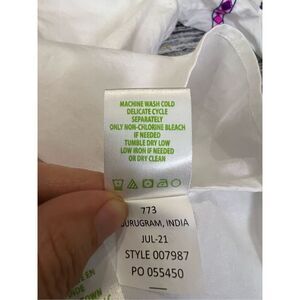 MACHINE WASH COLD
DELICATE CYCLE
SEPARATELY
ONLY NON-CHLORINE BLEACH
IF NEEDED
TUMBLE DRY LOW
LOW IRON IF NEEDED
OR DRY CLEAN
773
GURUGRAM, INDIA
JUL-21
STYLE 007987
PO 055450